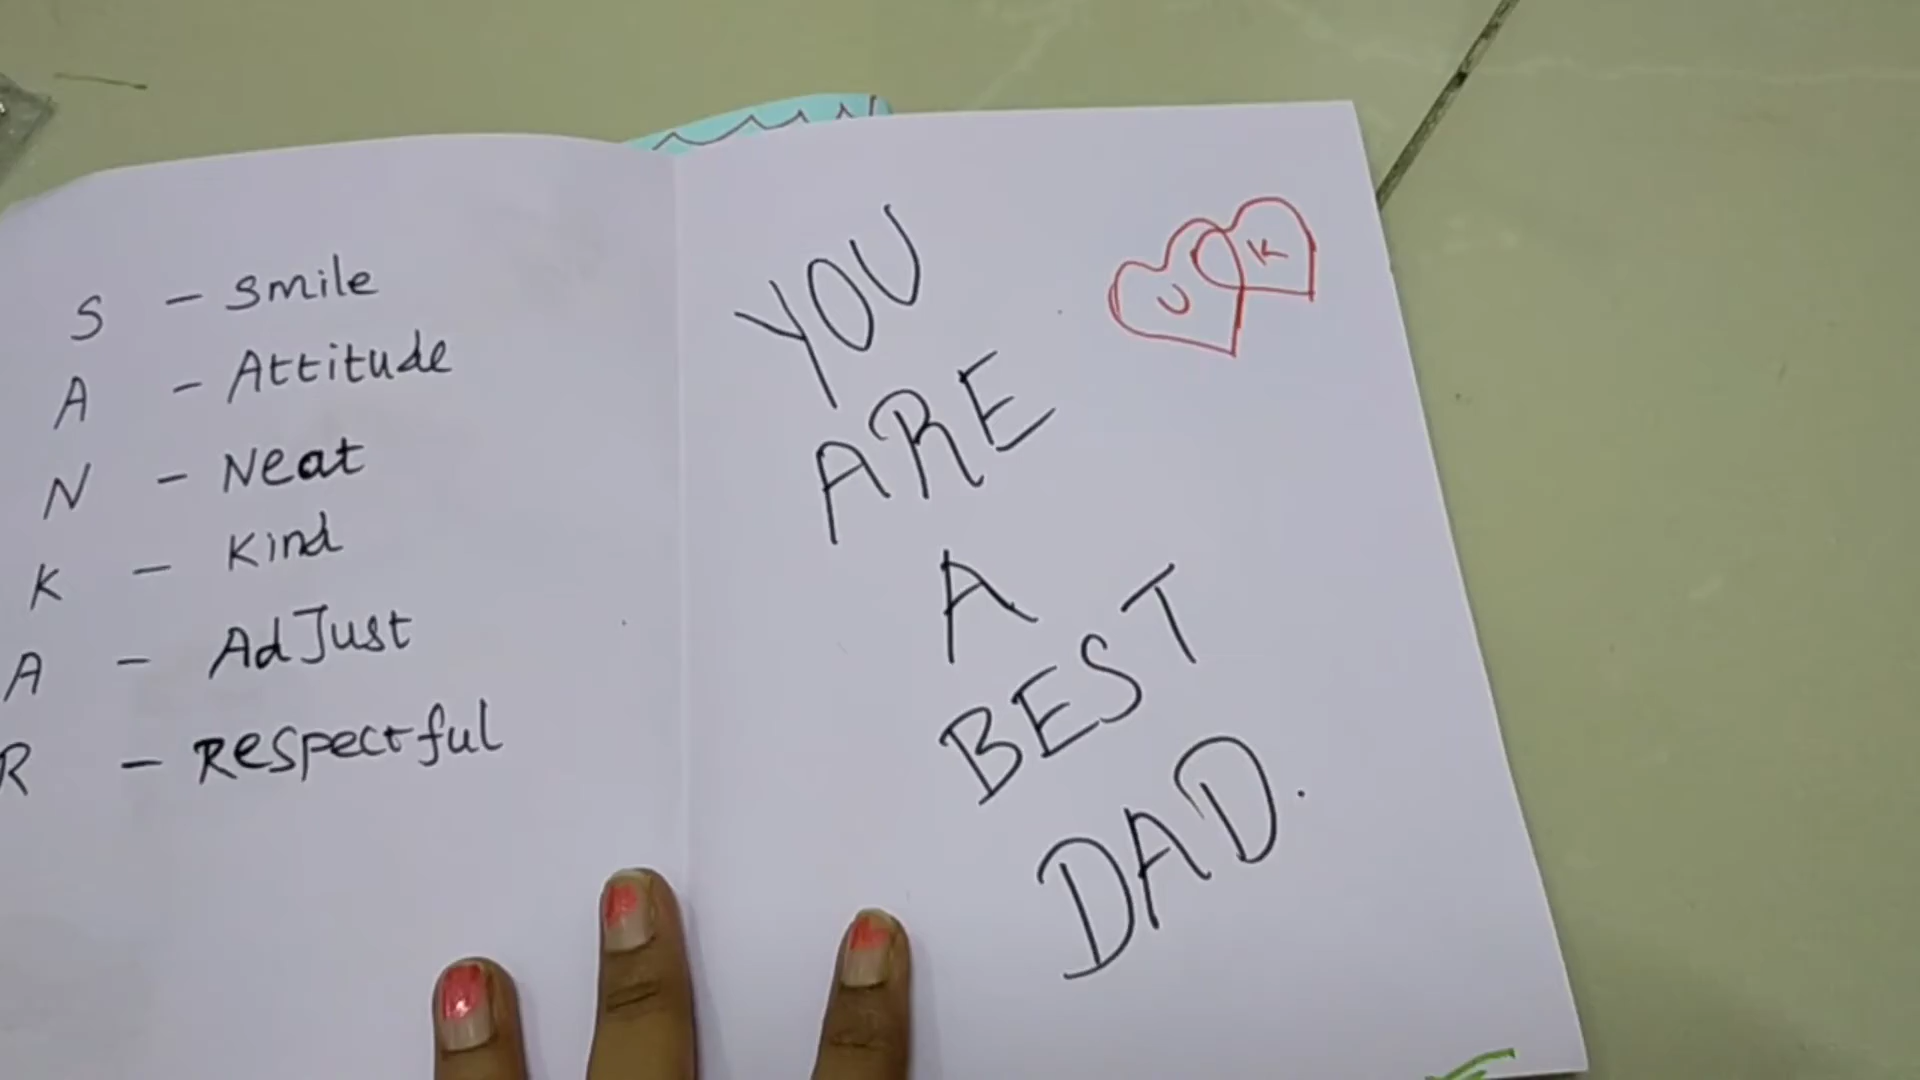 S - Smile
A - Attitude
N - Neat
K - Kind
A - AdJust
R - Respectful
YOU
ARE
A
BEST
DAD.
U K